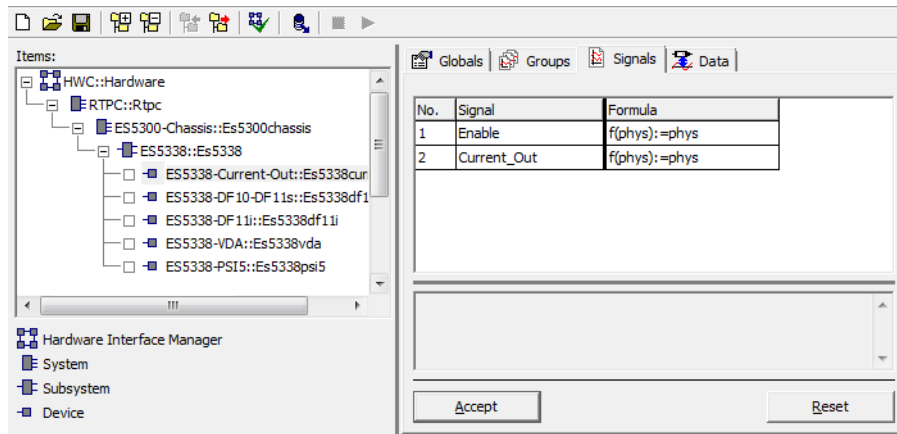 Items:
HWC::Hardware
RTPC::Rtpc
ES5300-Chassis::Es5300chassis
ES5338::Es5338
ES5338-Current-Out::Es5338cur
ES5338-DF10-DF11s::Es5338df1
ES5338-DF11i::Es5338df11i
ES5338-VDA::Es5338vda
ES5338-PSI5::Es5338psi5
Hardware Interface Manager
System
Subsystem
Device
Globals Groups Signals Data
No. Signal Formula
1 Enable f(phys):=phys
2 Current_Out f(phys):=phys
Accept Reset